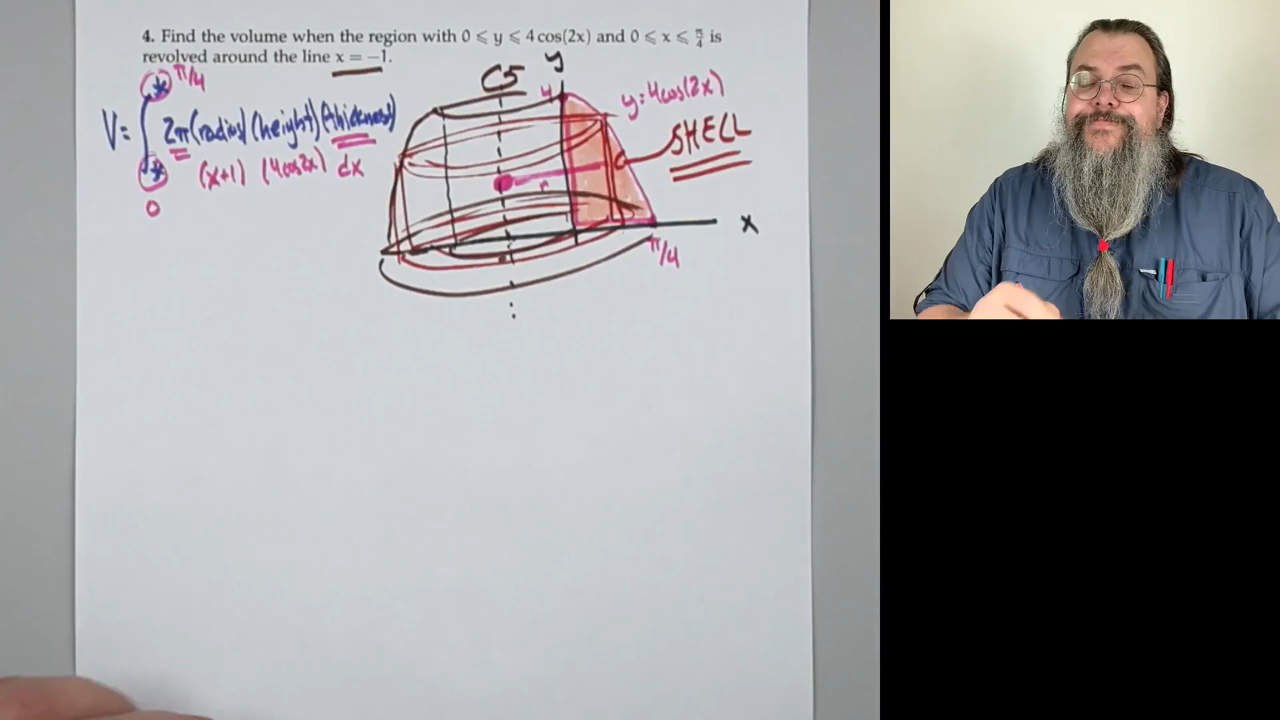 4. Find the volume when the region with 0 ⩽ y ⩽ 4 cos(2x) and 0 ⩽ x ⩽ π/4 is
revolved around the line x = −1.
π/4
V = ∫ 2π (radius) (height) (thickness)
(x+1) (4cos2x) dx
0
y
4
y=4cos(2x)
SHELL
r
x
π/4